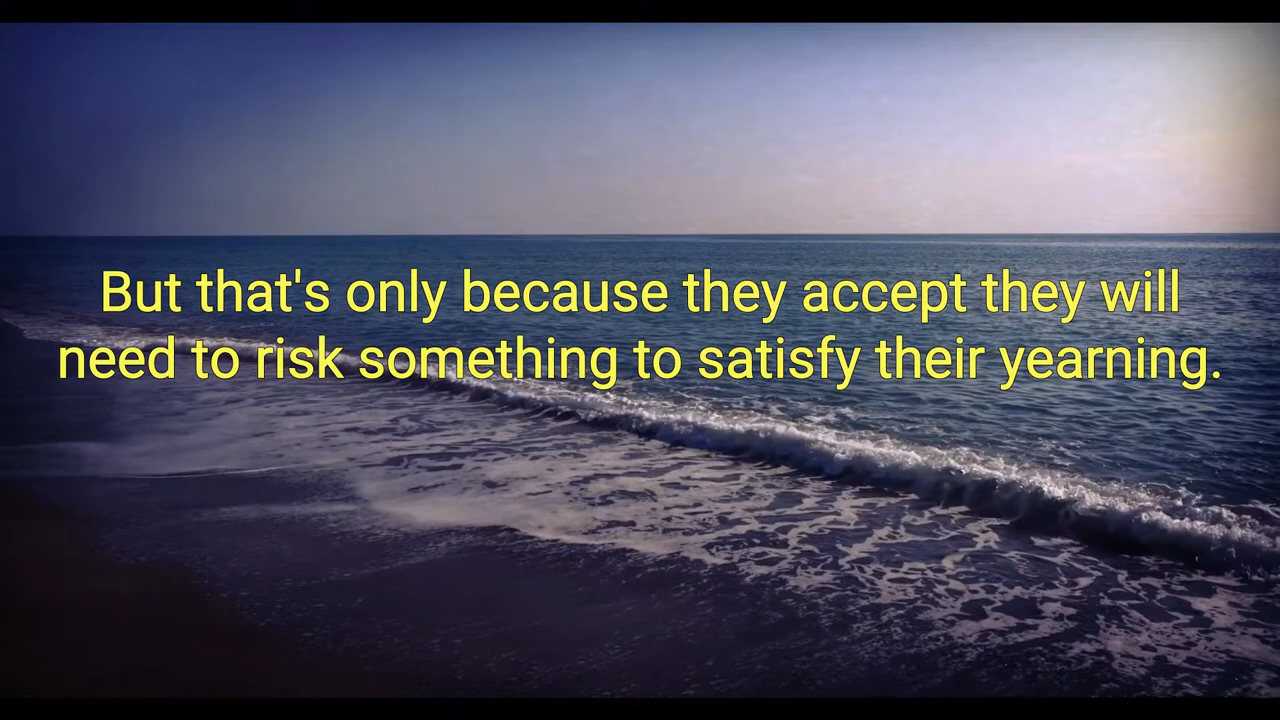 But that's only because they accept they will
need to risk something to satisfy their yearning.